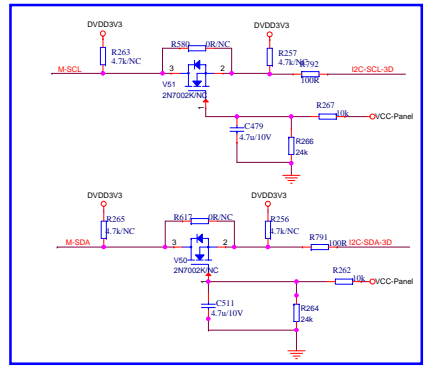 DVDD3V3 DVDD3V3
R263 4.7k/NC
R580 0R/NC
R257 4.7k/NC
R792 100R
M-SCL
3 2
I2C-SCL-3D
V51
2N7002K/NC
1
R267 10k
VCC-Panel
C479
4.7u/10V
R266
24k
DVDD3V3 DVDD3V3
R265 4.7k/NC
R617 0R/NC
R256 4.7k/NC
R791 100R
M-SDA
3 2
I2C-SDA-3D
V50
2N7002K/NC
1
R262 10k
VCC-Panel
C511
4.7u/10V
R264
24k